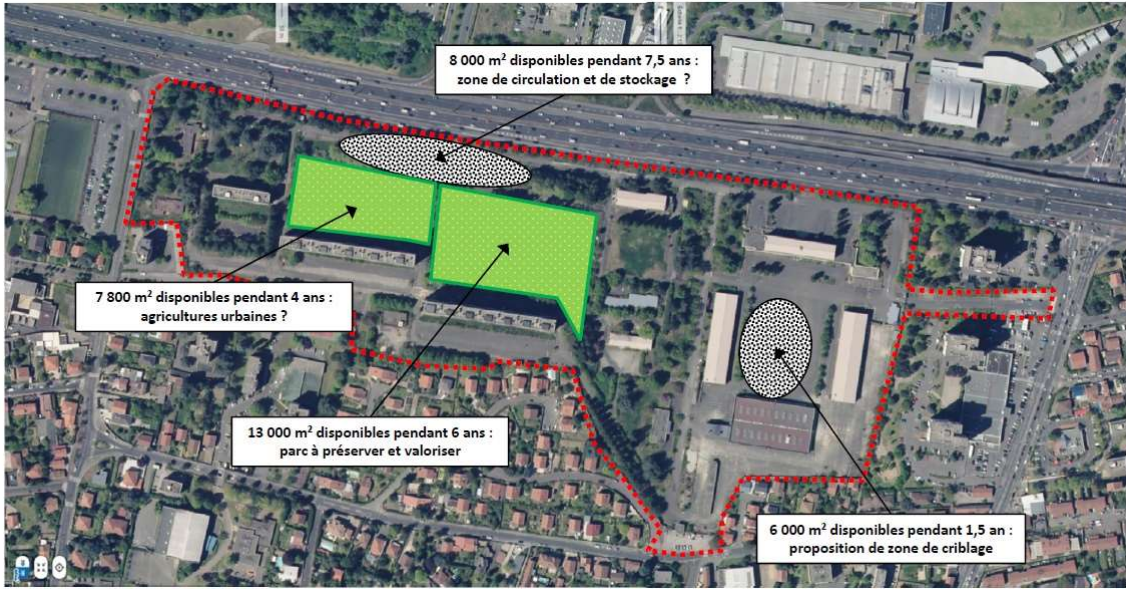 8 000 m² disponibles pendant 7,5 ans :
zone de circulation et de stockage ?
7 800 m² disponibles pendant 4 ans :
agricultures urbaines ?
13 000 m² disponibles pendant 6 ans :
parc à préserver et valoriser
6 000 m² disponibles pendant 1,5 an :
proposition de zone de criblage